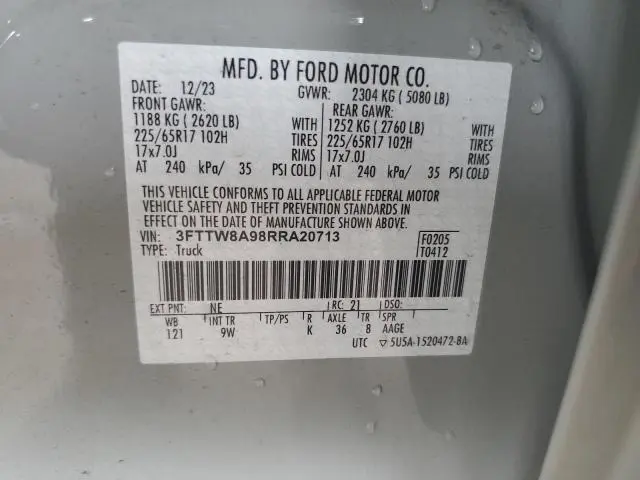 MFD. BY FORD MOTOR CO.
DATE: 12/23 GVWR: 2304 KG ( 5080 LB)
FRONT GAWR: REAR GAWR:
1188 KG ( 2620 LB) 1252 KG ( 2760 LB) WITH
225/65R17 102H TIRES 225/65R17 102H TIRES
17x7.0J RIMS 17x7.0J RIMS
AT 240 kPa/ 35 PSI COLD AT 240 kPa/ 35 PSI COLD
THIS VEHICLE CONFORMS TO ALL APPLICABLE FEDERAL MOTOR
VEHICLE SAFETY AND THEFT PREVENTION STANDARDS IN
EFFECT ON THE DATE OF MANUFACTURE SHOWN ABOVE.
VIN: 3FTTW8A98RRA20713 F0205
TYPE: Truck T0412
EXT PNT: NE RC: 21 DSO:
WB INT TR TP/PS R AXLE TR SPR
121 9W K 36 8 AAGE
UTC ▽ 5U5A-1520472-BA